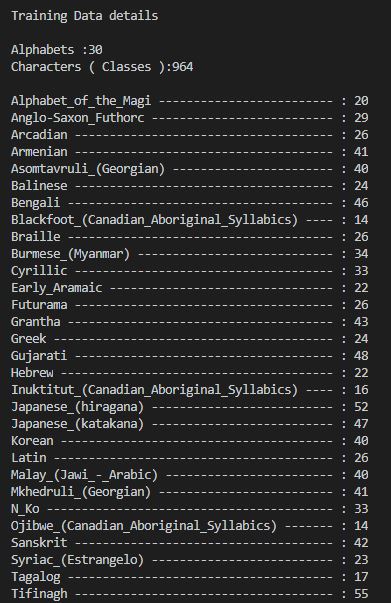 Training Data details
Alphabets :30
Characters ( Classes ):964
Alphabet_of_the_Magi ------------------------- : 20
Anglo-Saxon_Futhorc -------------------------- : 29
Arcadian ------------------------------------- : 26
Armenian ------------------------------------- : 41
Asomtavruli_(Georgian) ----------------------- : 40
Balinese ------------------------------------- : 24
Bengali -------------------------------------- : 46
Blackfoot_(Canadian_Aboriginal_Syllabics) ---- : 14
Braille -------------------------------------- : 26
Burmese_(Myanmar) ---------------------------- : 34
Cyrillic ------------------------------------- : 33
Early_Aramaic -------------------------------- : 22
Futurama ------------------------------------- : 26
Grantha -------------------------------------- : 43
Greek ---------------------------------------- : 24
Gujarati ------------------------------------- : 48
Hebrew --------------------------------------- : 22
Inuktitut_(Canadian_Aboriginal_Syllabics) ---- : 16
Japanese_(hiragana) -------------------------- : 52
Japanese_(katakana) -------------------------- : 47
Korean --------------------------------------- : 40
Latin ---------------------------------------- : 26
Malay_(Jawi_-_Arabic) ------------------------ : 40
Mkhedruli_(Georgian) ------------------------- : 41
N_Ko ----------------------------------------- : 33
Ojibwe_(Canadian_Aboriginal_Syllabics) ------- : 14
Sanskrit ------------------------------------- : 42
Syriac_(Estrangelo) -------------------------- : 23
Tagalog -------------------------------------- : 17
Tifinagh ------------------------------------- : 55